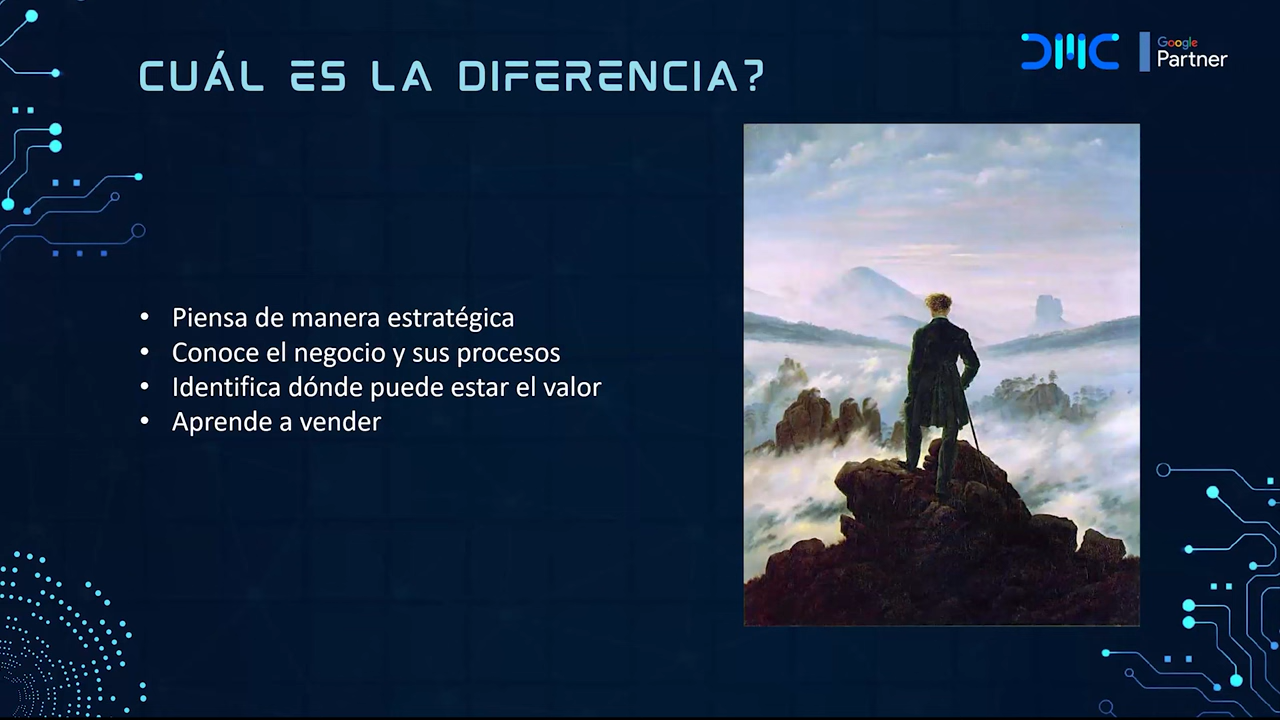 CUÁL ES LA DIFERENCIA?
DMC
Google
Partner
• Piensa de manera estratégica
• Conoce el negocio y sus procesos
• Identifica dónde puede estar el valor
• Aprende a vender